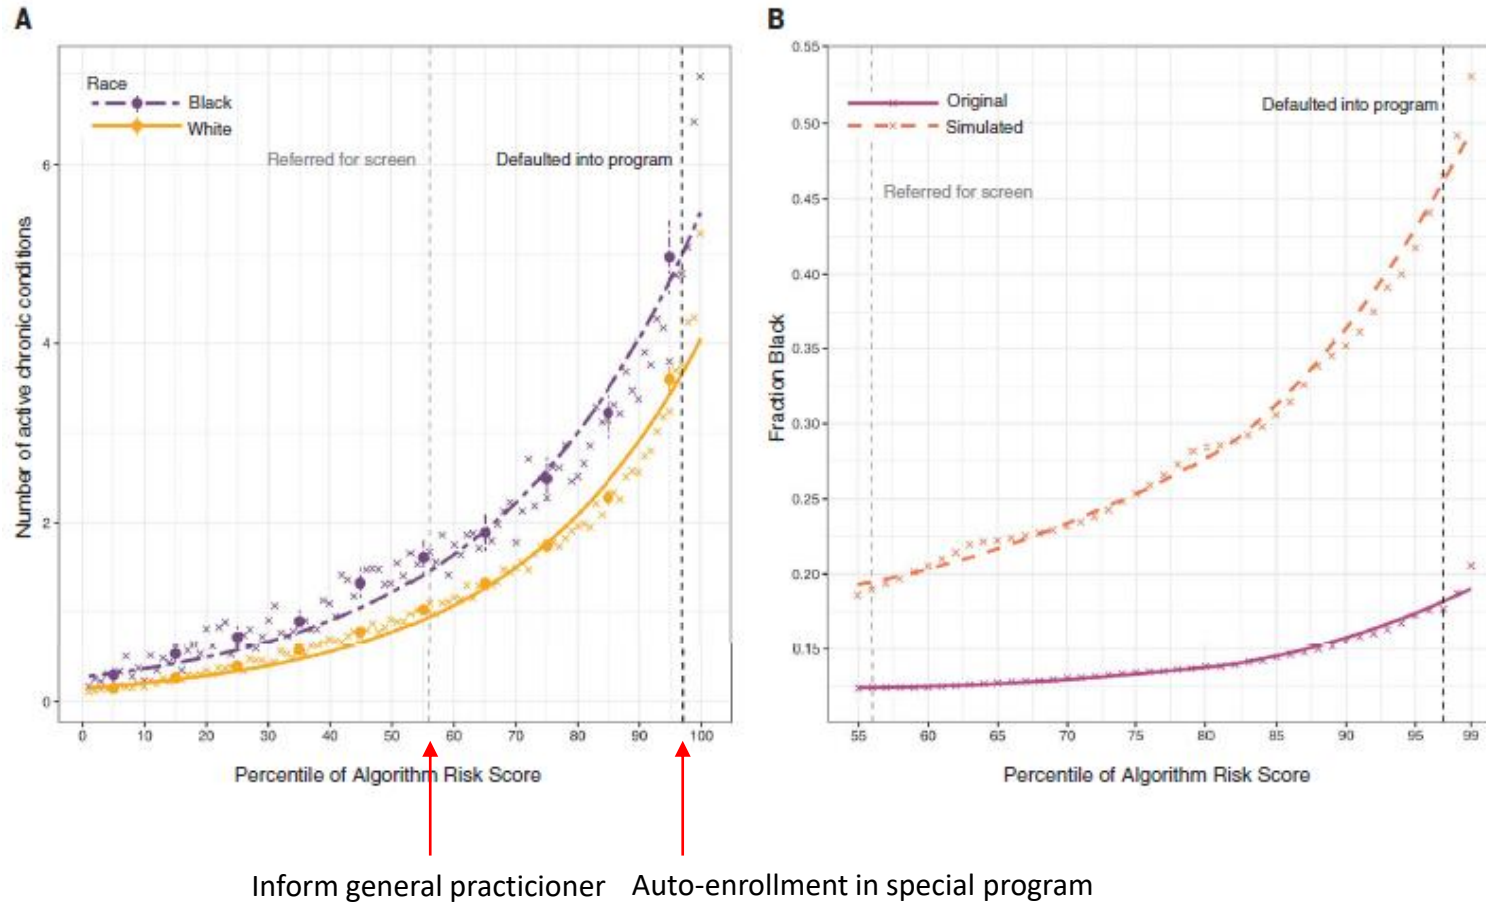 A
Race
Black
White
Referred for screen
Defaulted into program
Number of active chronic conditions
6
4
2
0
0 10 20 30 40 50 60 70 80 90 100
Percentile of Algorithm Risk Score
B
Original
Simulated
Defaulted into program
Referred for screen
Fraction Black
0.55
0.50
0.45
0.40
0.35
0.30
0.25
0.20
0.15
55 60 65 70 75 80 85 90 95 99
Percentile of Algorithm Risk Score
Inform general practicioner
Auto-enrollment in special program